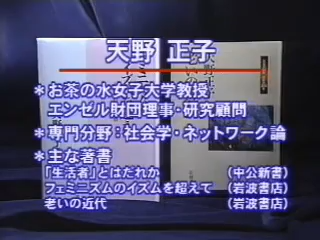 天野 正子
＊お茶の水女子大学教授
エンゼル財団理事・研究顧問
＊専門分野：社会学・ネットワーク論
＊主な著書
「生活者」とはだれか （中公新書）
フェミニズムのイズムを超えて （岩波書店）
老いの近代 （岩波書店）